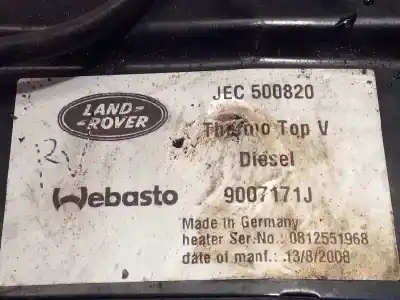 LAND-
-ROVER
JEC 500820
Thermo Top V
Diesel
Webasto
9007171J
Made in Germany
heater Ser.-No.: 0812551968
date of manf.: 13/8/2008